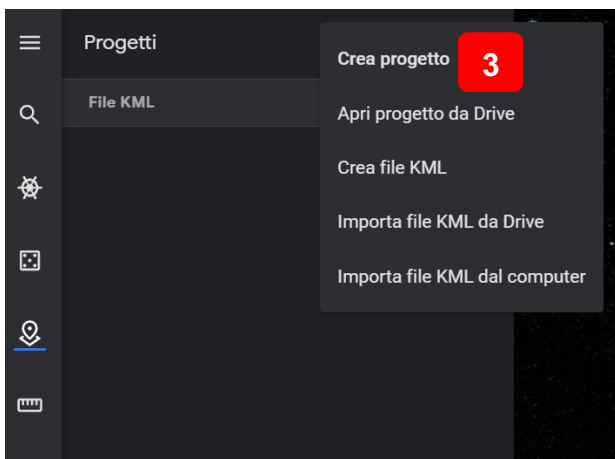 Progetti
File KML
Crea progetto 3
Apri progetto da Drive
Crea file KML
Importa file KML da Drive
Importa file KML dal computer